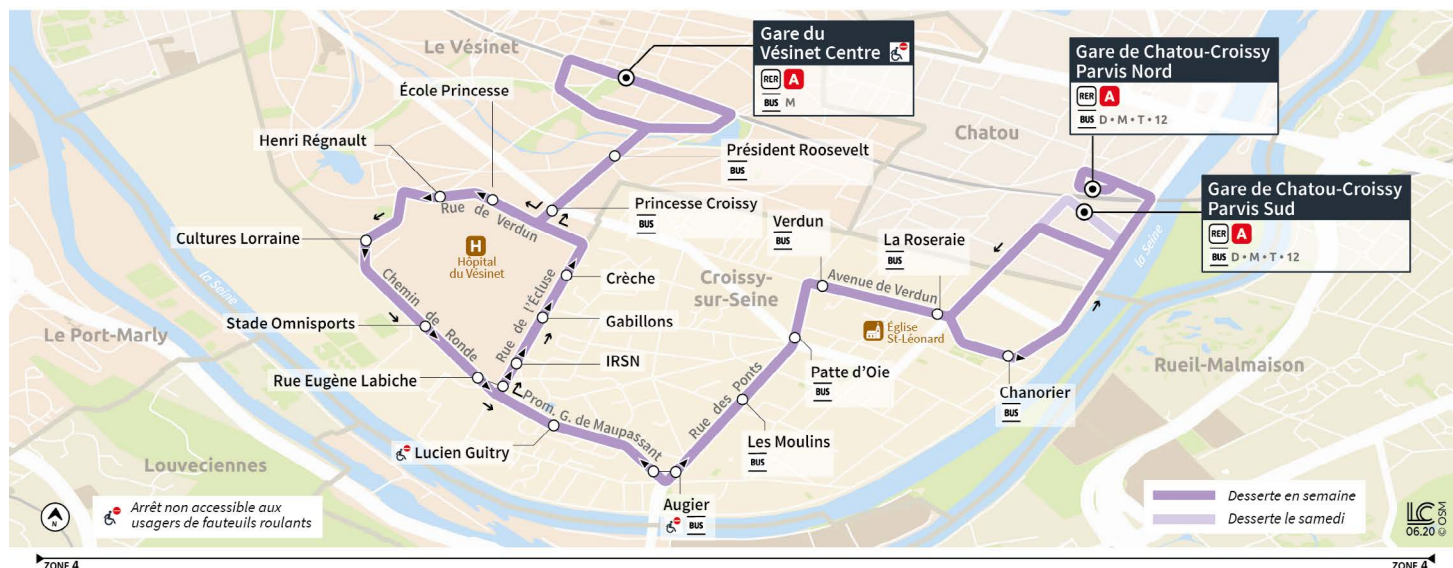 Le Vésinet
Gare du
Vésinet Centre
RER A
BUS M
Gare de Chatou-Croissy
Parvis Nord
RER A
BUS D • M • T • 12
École Princesse
Henri Régnault
Chatou
Président Roosevelt
BUS
Gare de Chatou-Croissy
Parvis Sud
RER A
BUS D • M • T • 12
Rue de Verdun
Princesse Croissy
BUS
Verdun
BUS
La Roseraie
BUS
Cultures Lorraine
H
Hôpital
du Vésinet
la Seine
la Seine
Crèche
Croissy-
sur-Seine
Avenue de Verdun
Chemin de Ronde
Rue de l'Écluse
Stade Omnisports
Gabillons
Église
St-Léonard
Le Port-Marly
IRSN
Rue Eugène Labiche
Patte d'Oie
BUS
Rueil-Malmaison
Chanorier
BUS
Prom. G. de Maupassant
Rue des Ponts
Les Moulins
BUS
Lucien Guitry
Louveciennes
Augier
BUS
N
Arrêt non accessible aux
usagers de fauteuils roulants
Desserte en semaine
Desserte le samedi
LC
06.20
© OSM
ZONE 4
ZONE 4